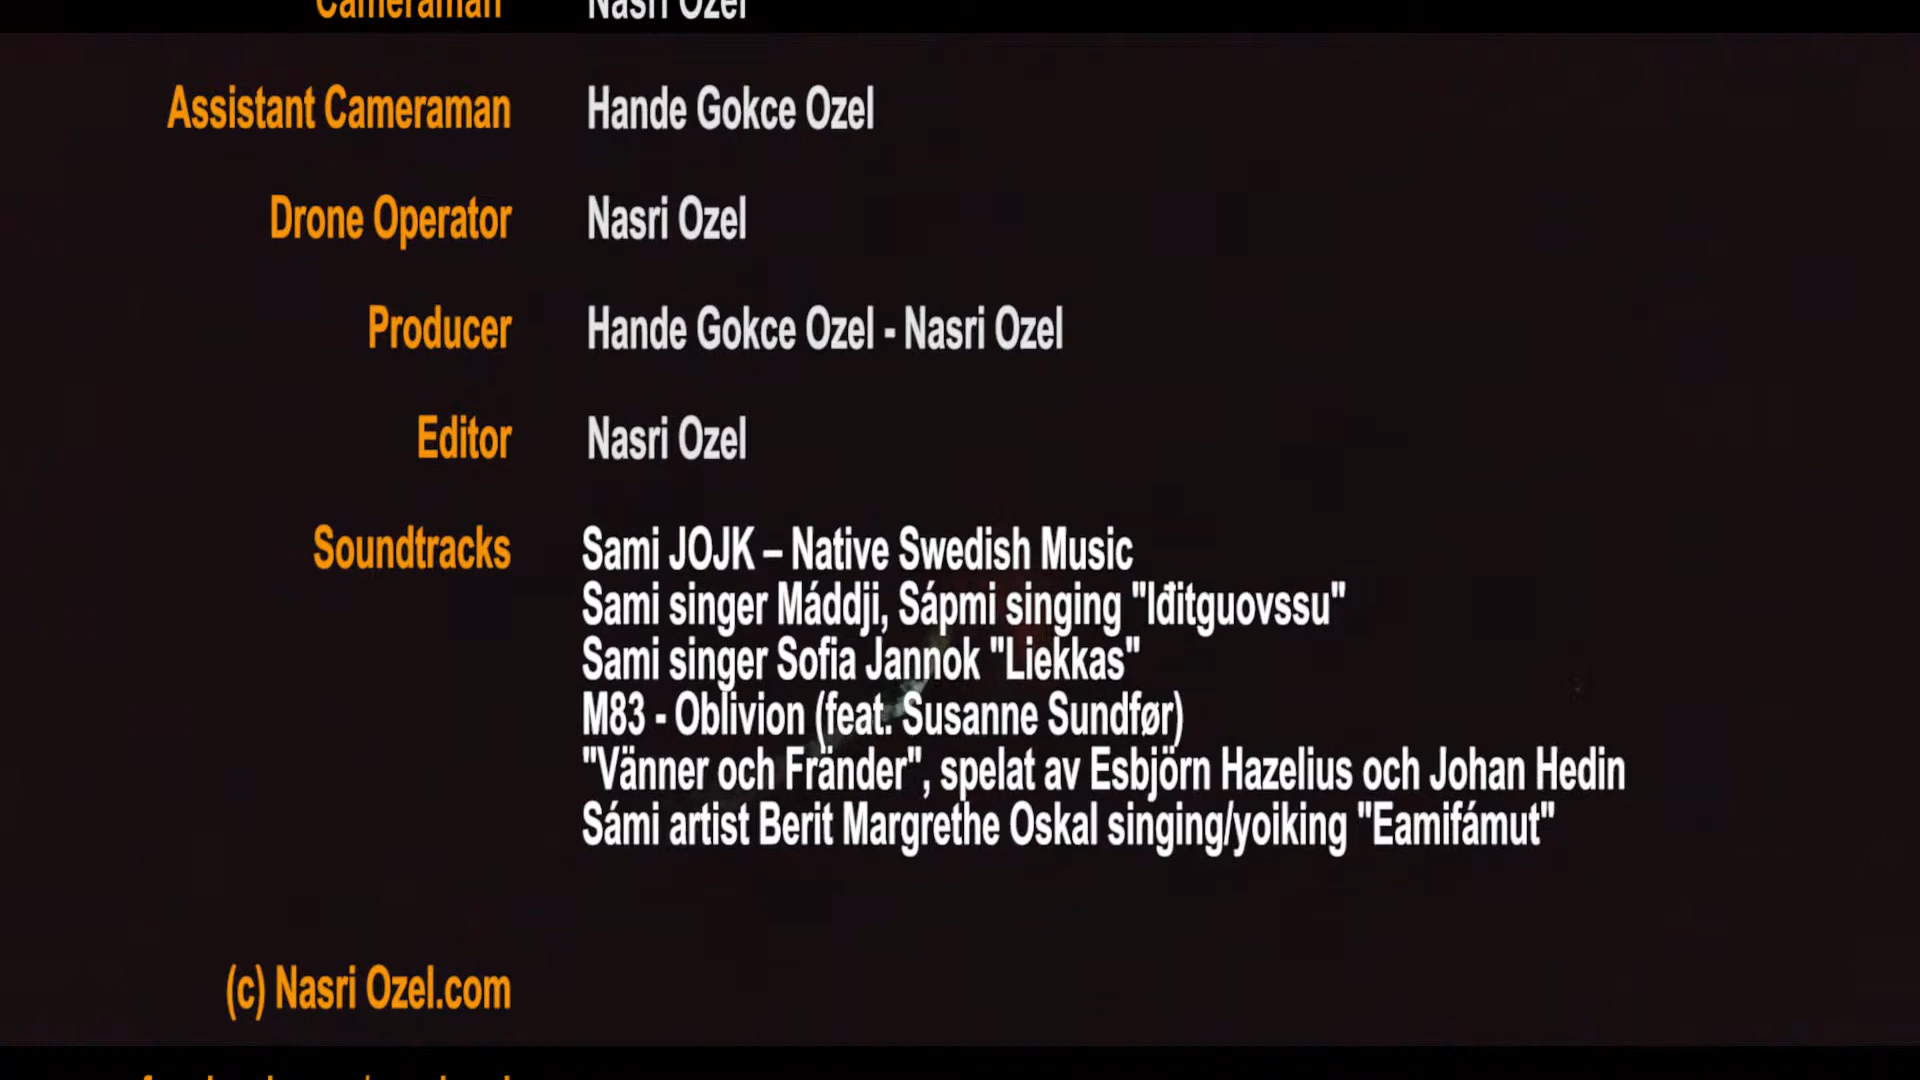 Cameraman Nasri Ozel
Assistant Cameraman Hande Gokce Ozel
Drone Operator Nasri Ozel
Producer Hande Gokce Ozel - Nasri Ozel
Editor Nasri Ozel
Soundtracks Sami JOJK – Native Swedish Music
Sami singer Máddji, Sápmi singing "Iđitguovssu"
Sami singer Sofia Jannok "Liekkas"
M83 - Oblivion (feat. Susanne Sundfør)
"Vänner och Fränder", spelat av Esbjörn Hazelius och Johan Hedin
Sámi artist Berit Margrethe Oskal singing/yoiking "Eamifámut"
(c) Nasri Ozel.com